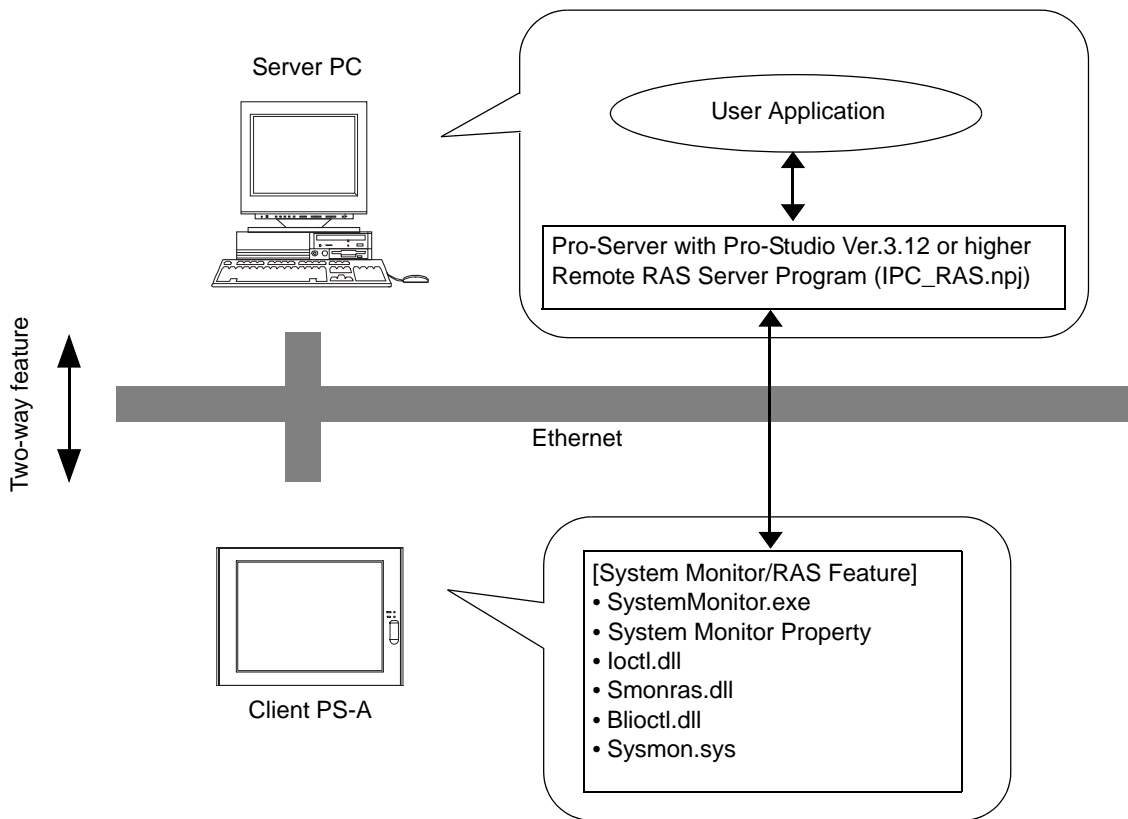 Server PC
User Application
Pro-Server with Pro-Studio Ver.3.12 or higher
Remote RAS Server Program (IPC_RAS.npj)
Two-way feature
Ethernet
[System Monitor/RAS Feature]
• SystemMonitor.exe
• System Monitor Property
• Ioctl.dll
• Smonras.dll
• Blioctl.dll
• Sysmon.sys
Client PS-A